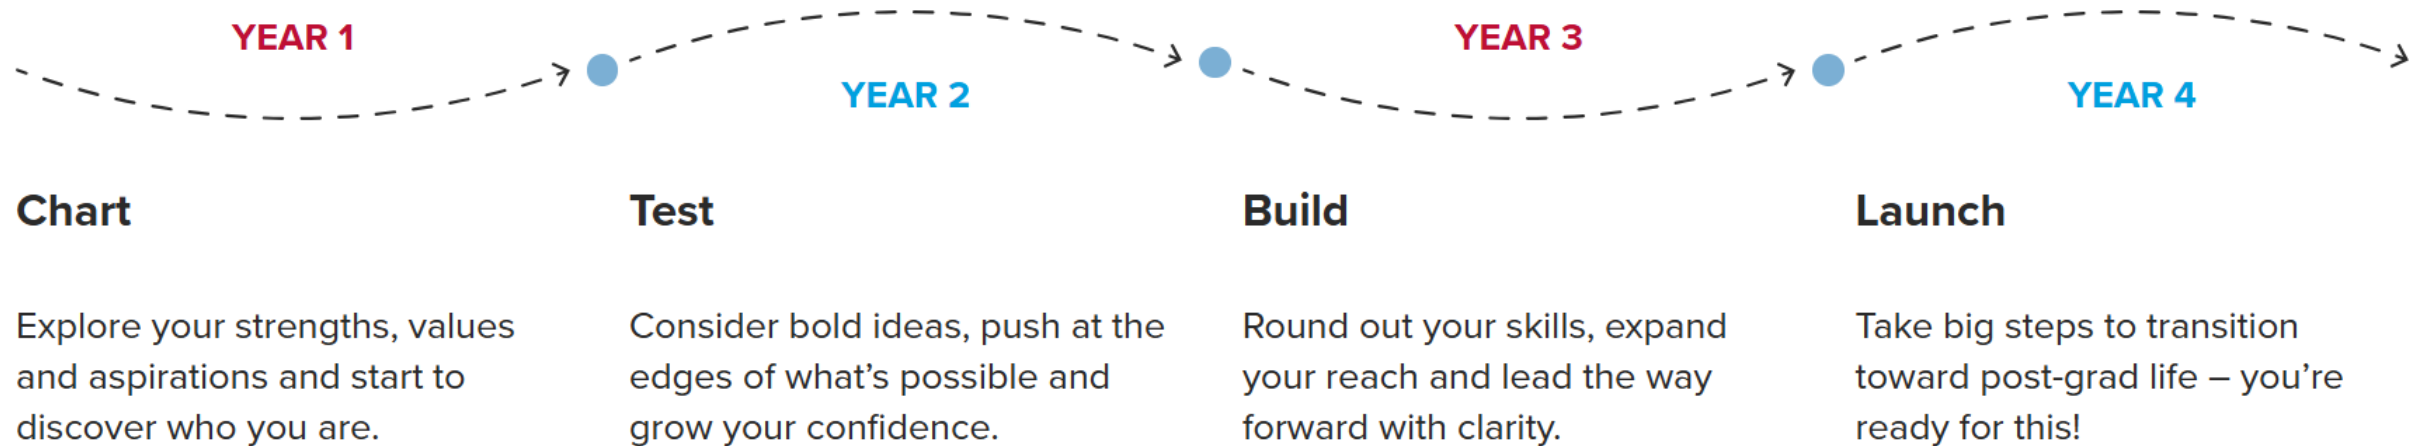 YEAR 1
YEAR 2
YEAR 3
YEAR 4
Chart
Explore your strengths, values
and aspirations and start to
discover who you are.
Test
Consider bold ideas, push at the
edges of what’s possible and
grow your confidence.
Build
Round out your skills, expand
your reach and lead the way
forward with clarity.
Launch
Take big steps to transition
toward post-grad life – you’re
ready for this!